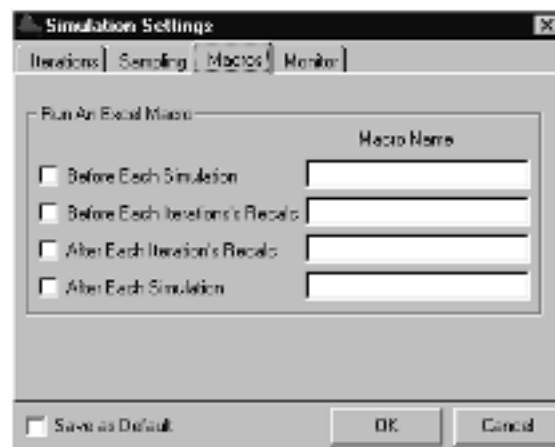 Simulation Settings
Iterations Sampling Macros Monitor
Run An Excel Macro
Macro Name
Before Each Simulation
Before Each Iterations's Recalc
After Each Iteration's Recalc
After Each Simulation
Save as Default OK Cancel